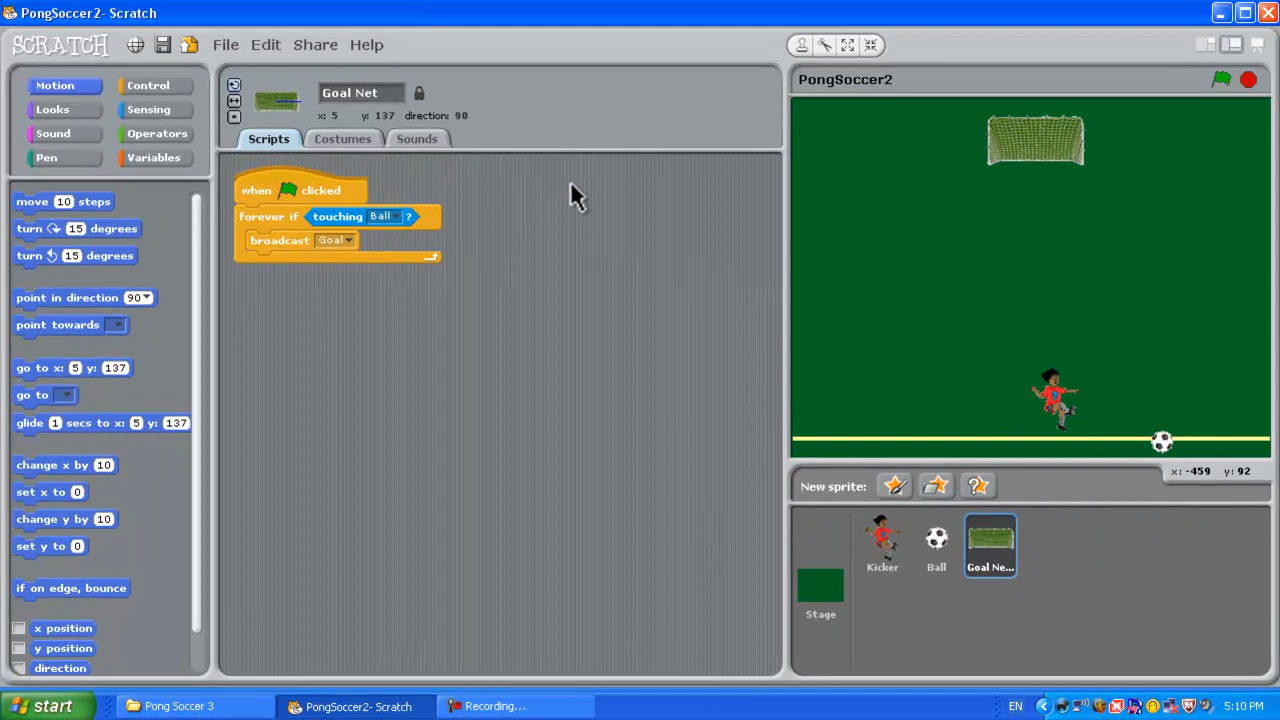 PongSoccer2- Scratch
SCRATCH File Edit Share Help
Motion Control
Looks Sensing
Sound Operators
Pen Variables
Goal Net
x: 5 y: 137 direction: 90
Scripts Costumes Sounds
PongSoccer2
when clicked
forever if touching Ball ?
broadcast Goal
move 10 steps
turn 15 degrees
turn 15 degrees
point in direction 90
point towards
go to x: 5 y: 137
go to
glide 1 secs to x: 5 y: 137
change x by 10
set x to 0
change y by 10
set y to 0
if on edge, bounce
x position
y position
direction
x: -459 y: 92
New sprite:
Kicker Ball Goal Ne...
Stage
start Pong Soccer 3 PongSoccer2- Scratch Recording... EN 5:10 PM